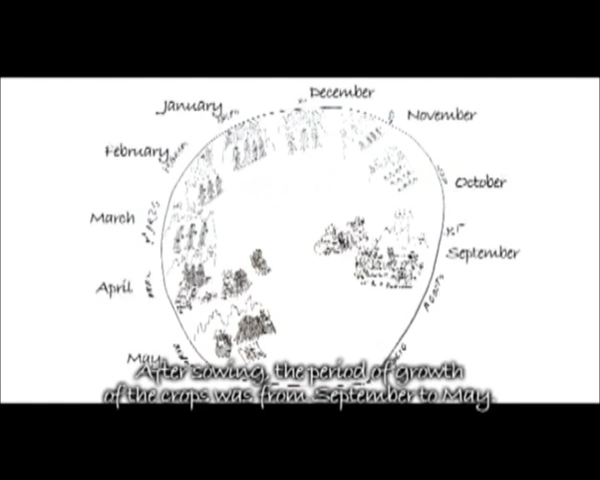 December
January
November
February
October
March
September
April
May
After sowing, the period of growth
of the crops was from September to May.